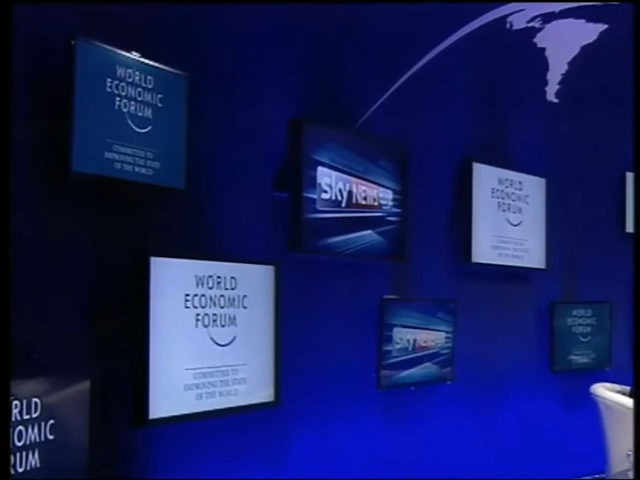 WORLD
ECONOMIC
FORUM
COMMITTED TO
IMPROVING THE STATE
OF THE WORLD
sky NEWS
WORLD
ECONOMIC
FORUM
WORLD
ECONOMIC
FORUM
COMMITTED TO
IMPROVING THE STATE
OF THE WORLD
sky NEWS
WORLD
ECONOMIC
FORUM
RLD
OMIC
RUM